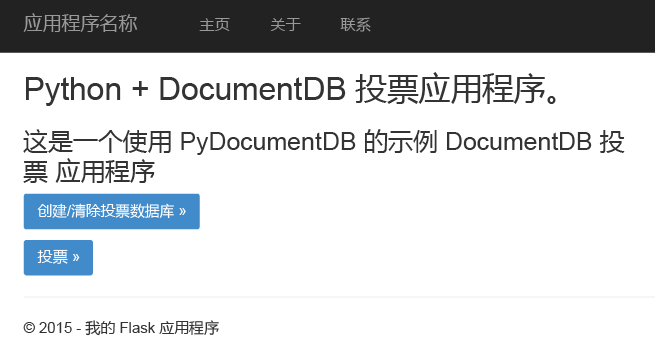 应用程序名称 主页 关于 联系
Python + DocumentDB 投票应用程序。
这是一个使用 PyDocumentDB 的示例 DocumentDB 投
票 应用程序
创建/清除投票数据库 »
投票 »
© 2015 - 我的 Flask 应用程序